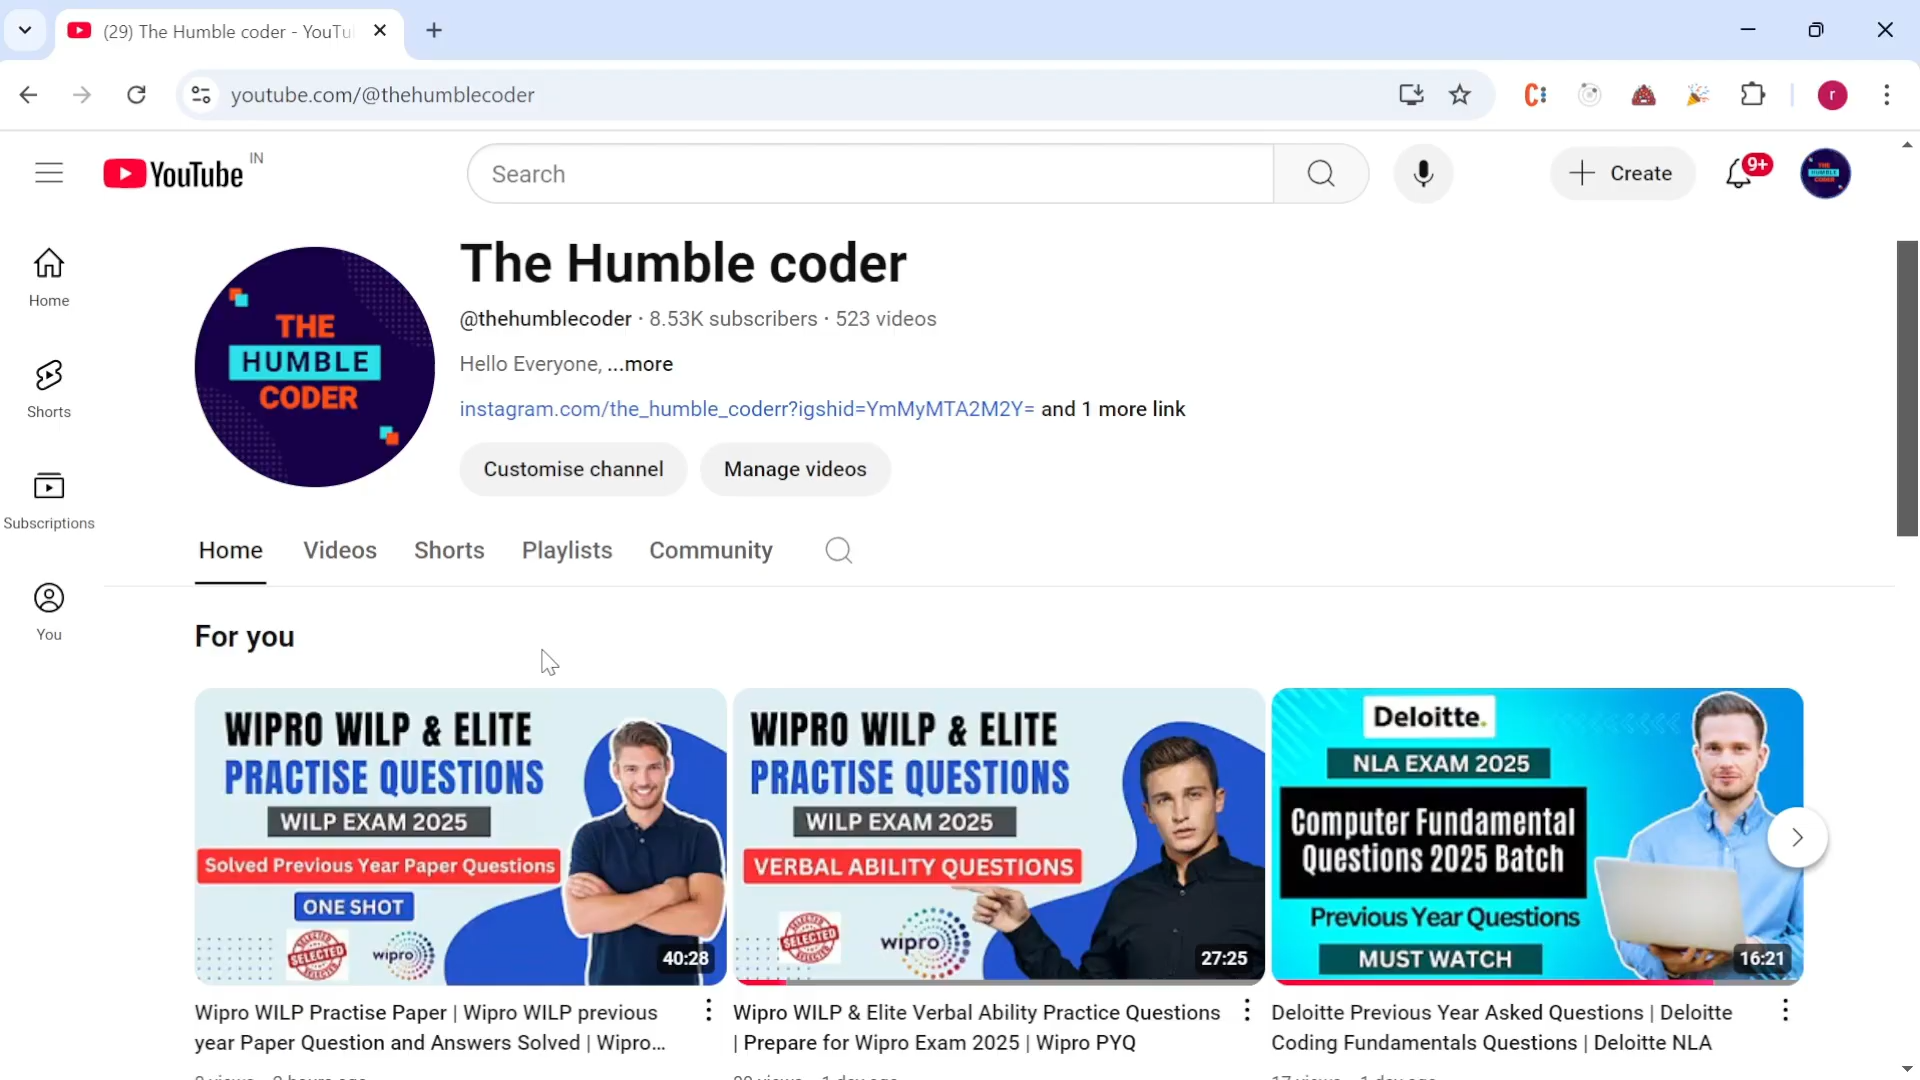 (29) The Humble coder - YouTu
youtube.com/@thehumblecoder
r
YouTube IN
Search
Create
9+
Home
Shorts
Subscriptions
You
THE
HUMBLE
CODER
The Humble coder
@thehumblecoder · 8.53K subscribers · 523 videos
Hello Everyone, ...more
instagram.com/the_humble_coderr?igshid=YmMyMTA2M2Y= and 1 more link
Customise channel
Manage videos
Home Videos Shorts Playlists Community
For you
WIPRO WILP & ELITE
PRACTISE QUESTIONS
WILP EXAM 2025
Solved Previous Year Paper Questions
ONE SHOT
SELECTED
wipro
40:28
Wipro WILP Practise Paper | Wipro WILP previous
year Paper Question and Answers Solved | Wipro...
WIPRO WILP & ELITE
PRACTISE QUESTIONS
WILP EXAM 2025
VERBAL ABILITY QUESTIONS
SELECTED
wipro
27:25
Wipro WILP & Elite Verbal Ability Practice Questions
| Prepare for Wipro Exam 2025 | Wipro PYQ
Deloitte.
NLA EXAM 2025
Computer Fundamental
Questions 2025 Batch
Previous Year Questions
MUST WATCH
16:21
Deloitte Previous Year Asked Questions | Deloitte
Coding Fundamentals Questions | Deloitte NLA